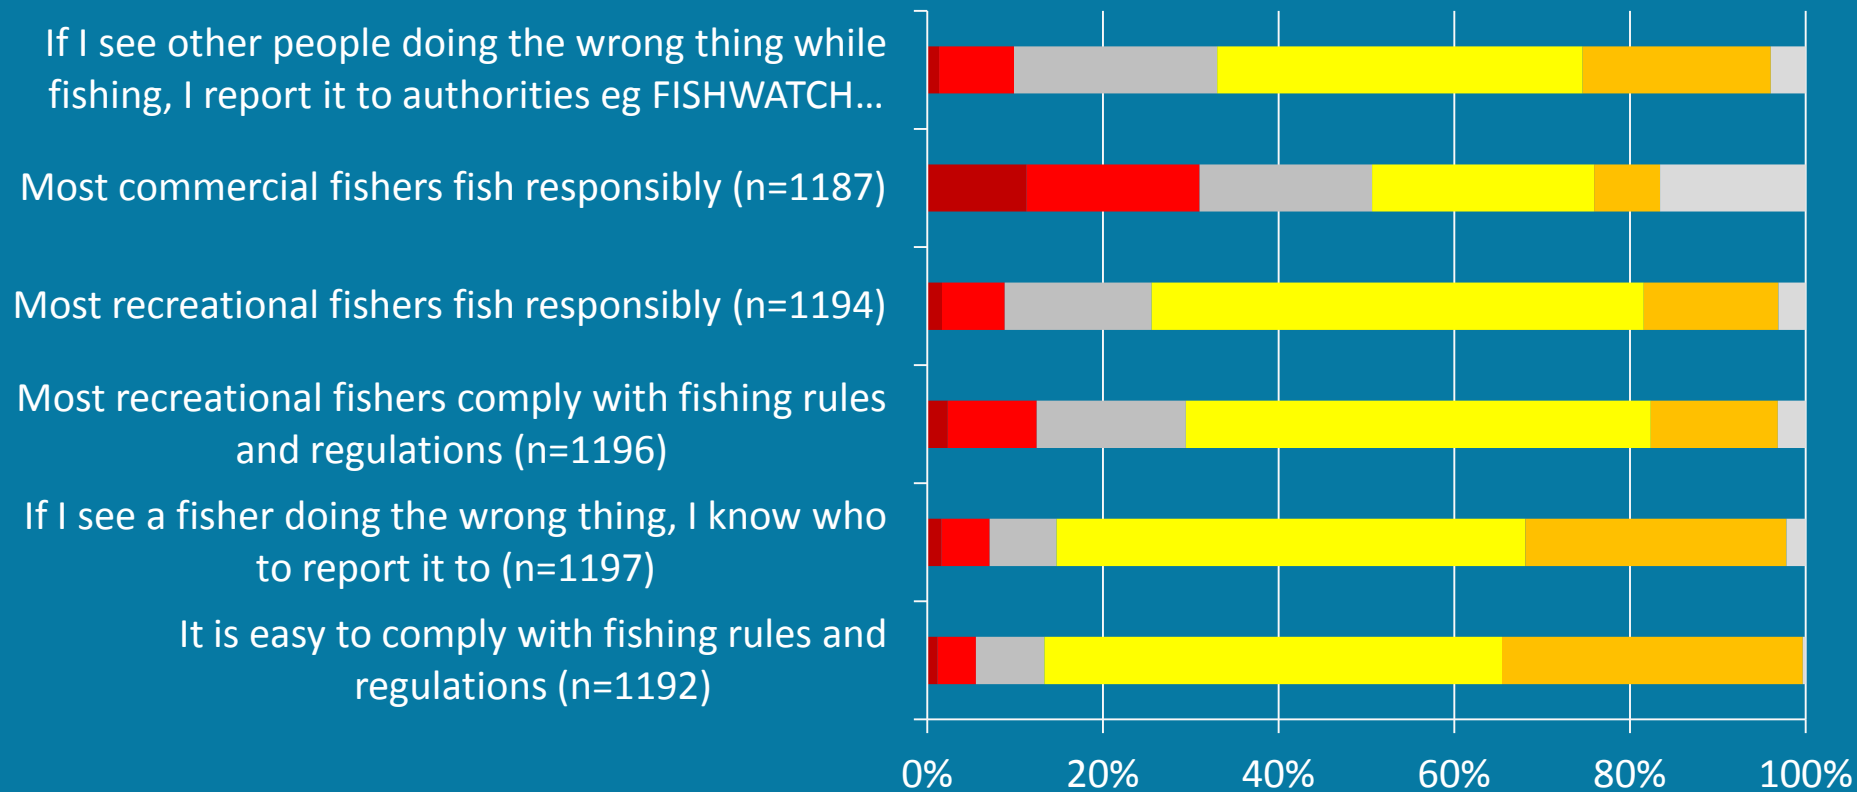 If I see other people doing the wrong thing while
fishing, I report it to authorities eg FISHWATCH...
Most commercial fishers fish responsibly (n=1187)
Most recreational fishers fish responsibly (n=1194)
Most recreational fishers comply with fishing rules
and regulations (n=1196)
If I see a fisher doing the wrong thing, I know who
to report it to (n=1197)
It is easy to comply with fishing rules and
regulations (n=1192)
0% 20% 40% 60% 80% 100%